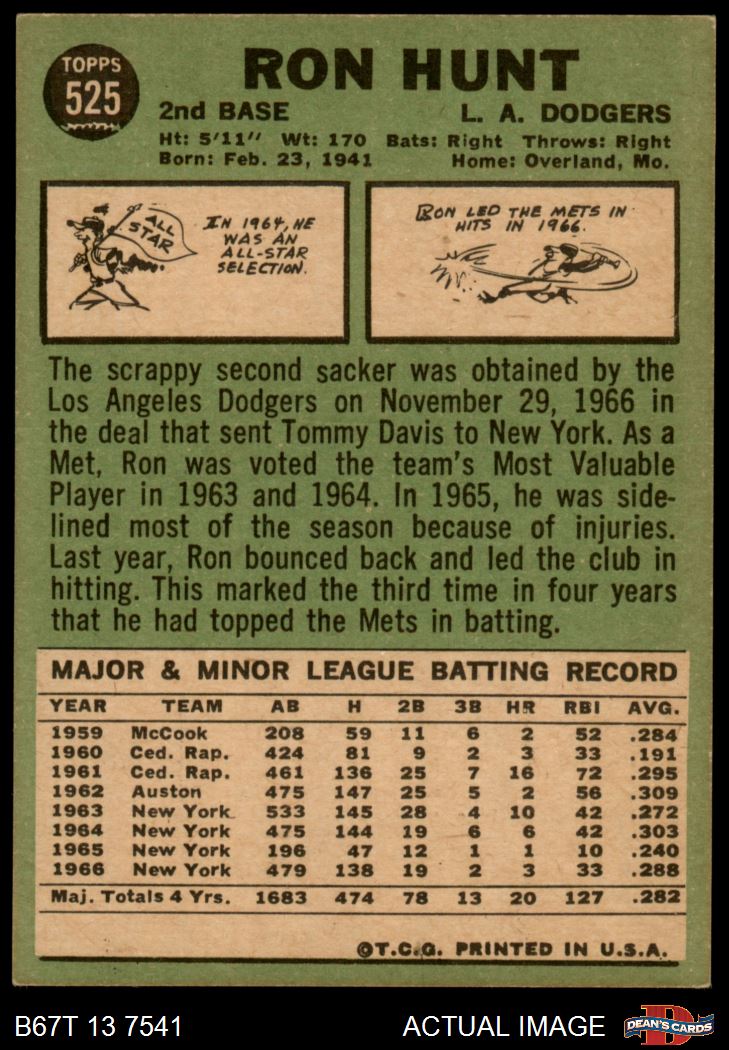 TOPPS
525
RON HUNT
2nd BASE L. A. DODGERS
Ht: 5'11" Wt: 170 Bats: Right Throws: Right
Born: Feb. 23, 1941 Home: Overland, Mo.
ALL
STAR
IN 1964, HE
WAS AN
ALL-STAR
SELECTION.
RON LED THE METS IN
HITS IN 1966.
The scrappy second sacker was obtained by the
Los Angeles Dodgers on November 29, 1966 in
the deal that sent Tommy Davis to New York. As a
Met, Ron was voted the team's Most Valuable
Player in 1963 and 1964. In 1965, he was side-
lined most of the season because of injuries.
Last year, Ron bounced back and led the club in
hitting. This marked the third time in four years
that he had topped the Mets in batting.
MAJOR & MINOR LEAGUE BATTING RECORD
YEAR TEAM AB H 2B 3B HR RBI AVG.
1959 McCook 208 59 11 6 2 52 .284
1960 Ced. Rap. 424 81 9 2 3 33 .191
1961 Ced. Rap. 461 136 25 7 16 72 .295
1962 Auston 475 147 25 5 2 56 .309
1963 New York 533 145 28 4 10 42 .272
1964 New York 475 144 19 6 6 42 .303
1965 New York 196 47 12 1 1 10 .240
1966 New York 479 138 19 2 3 33 .288
Maj. Totals 4 Yrs. 1683 474 78 13 20 127 .282
©T.C.G. PRINTED IN U.S.A.
B67T 13 7541 ACTUAL IMAGE
D
DEAN'S CARDS